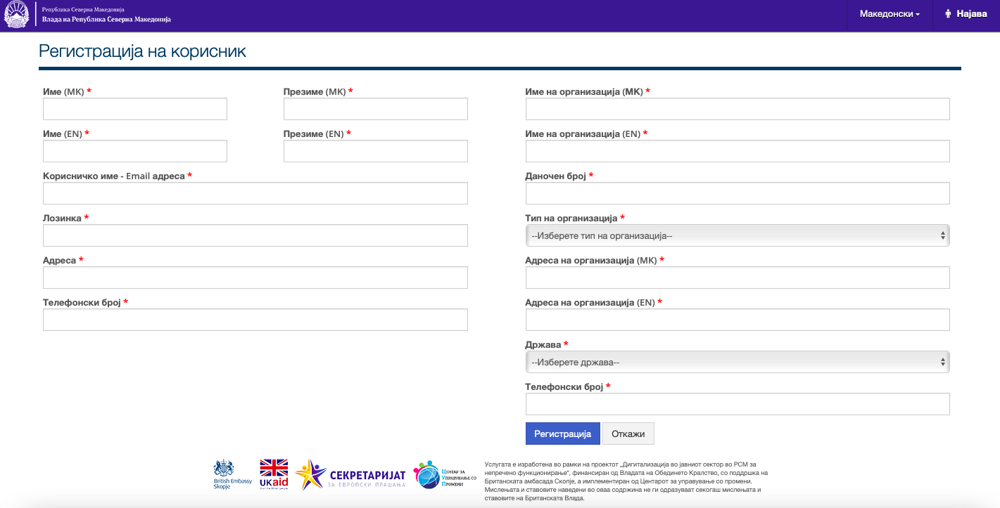 Република Северна Македонија
Влада на Република Северна Македонија
Македонски
Најава
Регистрација на корисник
Име (МК) *
Презиме (МК) *
Име (EN) *
Презиме (EN) *
Корисничко име - Email адреса *
Лозинка *
Адреса *
Телефонски број *
Име на организација (МК) *
Име на организација (EN) *
Даночен број *
Тип на организација *
--Изберете тип на организација--
Адреса на организација (МК) *
Адреса на организација (EN) *
Држава *
--Изберете држава--
Телефонски број *
Регистрација
Откажи
British Embassy
Skopje
UKaid
from the British people
СЕКРЕТАРИЈАТ
ЗА ЕВРОПСКИ ПРАШАЊА
ЦЕНТАР ЗА
УПРАВУВАЊЕ СО
ПРОМЕНИ
Услугата е изработена во рамки на проектот „Дигитализација во јавниот сектор во РСМ за
непречено функционирање“, финансиран од Владата на Обединето Кралство, со поддршка на
Британската амбасада Скопје, а имплементиран од Центарот за управување со промени.
Мислењата и ставовите наведени во оваа содржина не ги одразуваат секогаш мислењата и
ставовите на Британската Влада.